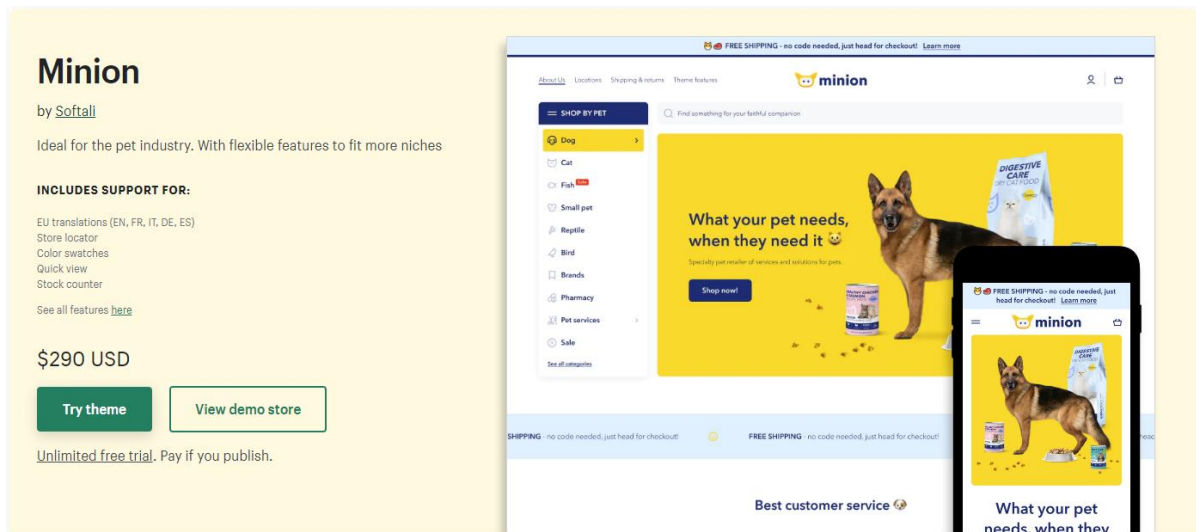 Minion
by Softali
Ideal for the pet industry. With flexible features to fit more niches
INCLUDES SUPPORT FOR:
EU translations (EN, FR, IT, DE, ES)
Store locator
Color swatches
Quick view
Stock counter
See all features here
$290 USD
Try theme
View demo store
Unlimited free trial. Pay if you publish.
FREE SHIPPING - no code needed, just head for checkout! Learn more
About Us Locations Shipping & returns Theme features
minion
SHOP BY PET
Find something for your faithful companion
Dog
Cat
Fish Sale
Small pet
Reptile
Bird
Brands
Pharmacy
Pet services
Sale
See all categories
What your pet needs,
when they need it
Specialty pet retailer of services and solutions for pets.
Shop now!
DIGESTIVE
CARE
DRY CAT FOOD
SHIPPING - no code needed, just head for checkout!
FREE SHIPPING - no code needed, just head for checkout!
Best customer service
FREE SHIPPING - no code needed, just
head for checkout! Learn more
minion
DIGESTIVE
CARE
What your pet
needs, when they